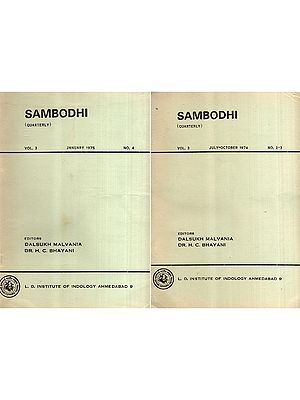 SAMBODHI
(QUARTERLY)
VOL. 3 JANUARY 1975 NO. 4
EDITORS
DALSUKH MALVANIA
DR. H. C. BHAYANI
L. D. INSTITUTE OF INDOLOGY AHMEDABAD 9
SAMBODHI
(QUARTERLY)
VOL. 3 JULY-OCTOBER 1974 NO. 2-3
EDITORS
DALSUKH MALVANIA
DR. H. C. BHAYANI
L. D. INSTITUTE OF INDOLOGY AHMEDABAD 9